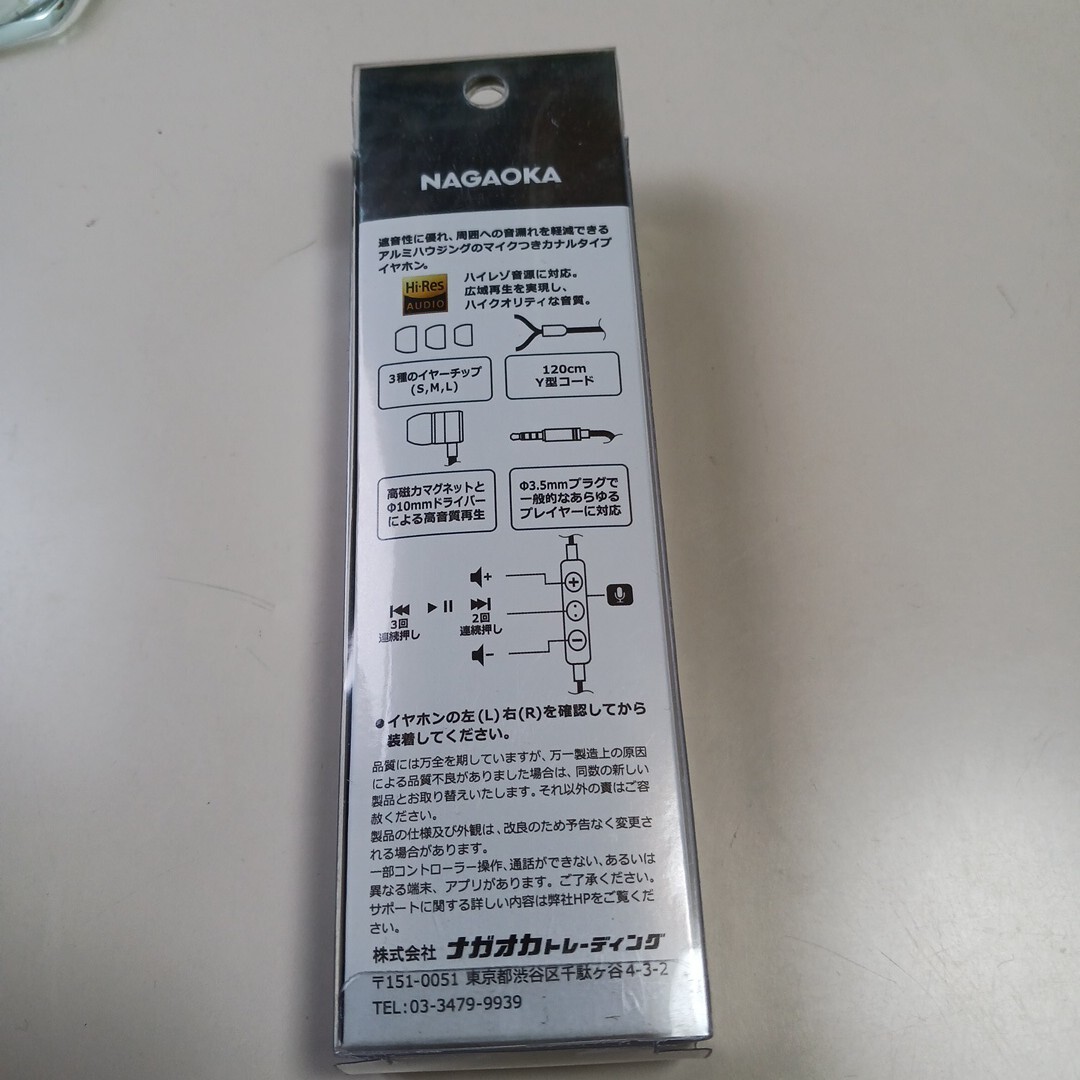 NAGAOKA
遮音性に優れ、周囲への音漏れを軽減できる
アルミハウジングのマイクつきカナルタイプ
イヤホン。
Hi-Res
AUDIO
ハイレゾ音源に対応。
広域再生を実現し、
ハイクオリティな音質。
3種のイヤーチップ
(S,M,L)
120cm
Y型コード
高磁力マグネットと
Φ10mmドライバー
による高音質再生
Φ3.5mmプラグで
一般的なあらゆる
プレイヤーに対応
3回
連続押し
2回
連続押し
●イヤホンの左(L)右(R)を確認してから
装着してください。
品質には万全を期していますが、万一製造上の原因
による品質不良がありました場合は、同数の新しい
製品とお取り替えいたします。それ以外の責はご容
赦ください。
製品の仕様及び外観は、改良のため予告なく変更さ
れる場合があります。
一部コントローラー操作、通話ができない、あるいは
異なる端末、アプリがあります。ご了承ください。
サポートに関する詳しい内容は弊社HPをご覧くだ
さい。
株式会社 ナガオカトレーディング
〒151-0051 東京都渋谷区千駄ヶ谷4-3-2
TEL:03-3479-9939